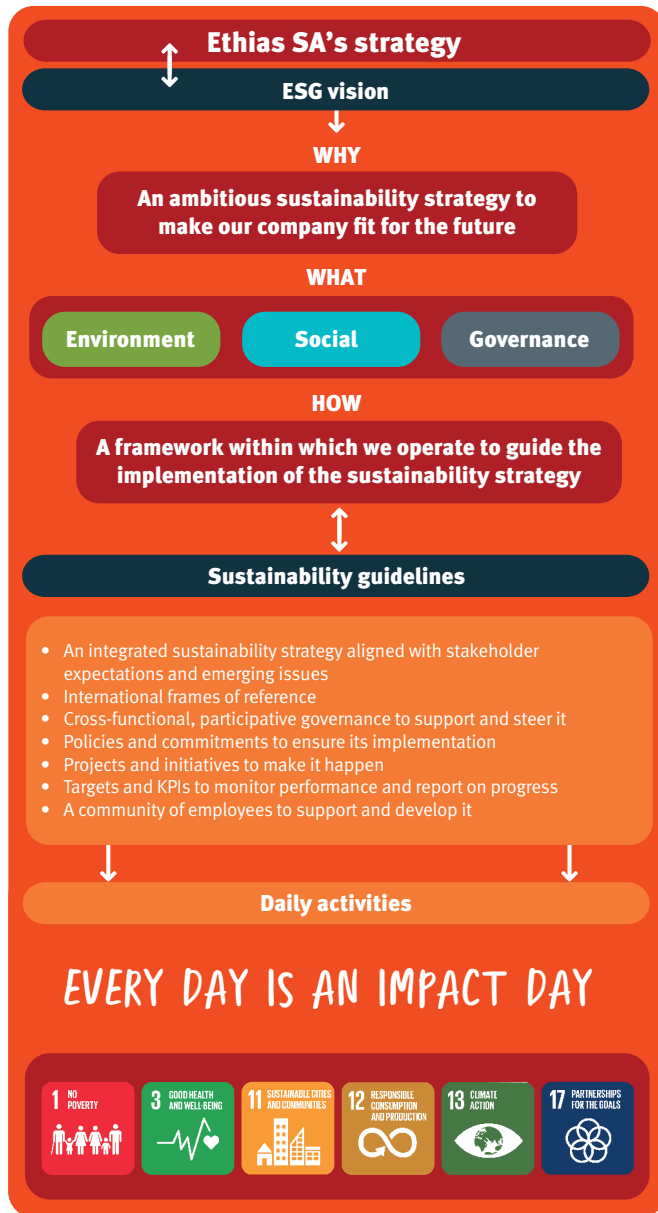 Ethias SA’s strategy
ESG vision
WHY
An ambitious sustainability strategy to
make our company fit for the future
WHAT
Environment
Social
Governance
HOW
A framework within which we operate to guide the
implementation of the sustainability strategy
Sustainability guidelines
• An integrated sustainability strategy aligned with stakeholder
expectations and emerging issues
• International frames of reference
• Cross-functional, participative governance to support and steer it
• Policies and commitments to ensure its implementation
• Projects and initiatives to make it happen
• Targets and KPIs to monitor performance and report on progress
• A community of employees to support and develop it
Daily activities
EVERY DAY IS AN IMPACT DAY
1 NO
POVERTY
3 GOOD HEALTH
AND WELL-BEING
11 SUSTAINABLE CITIES
AND COMMUNITIES
12 RESPONSIBLE
CONSUMPTION
AND PRODUCTION
13 CLIMATE
ACTION
17 PARTNERSHIPS
FOR THE GOALS